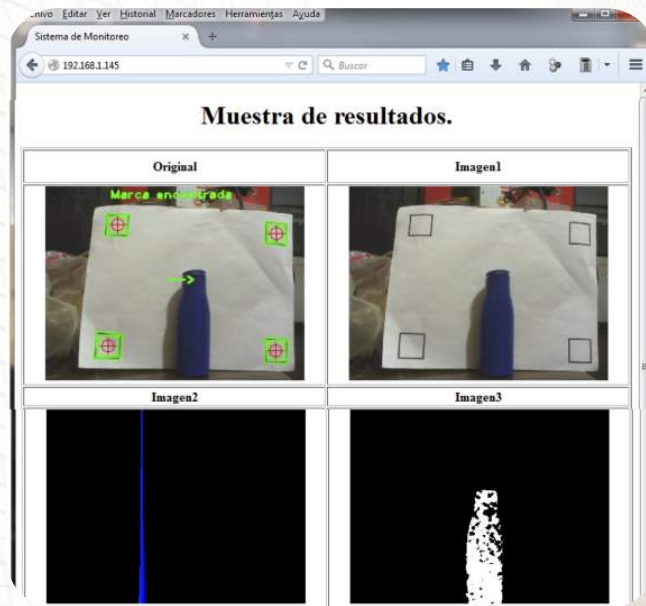 Editar Ver Historial Marcadores Herramientas Ayuda
Sistema de Monitoreo
192.168.1.145
Buscar
Muestra de resultados.
Original
Imagen1
Marca encontrada
Imagen2
Imagen3